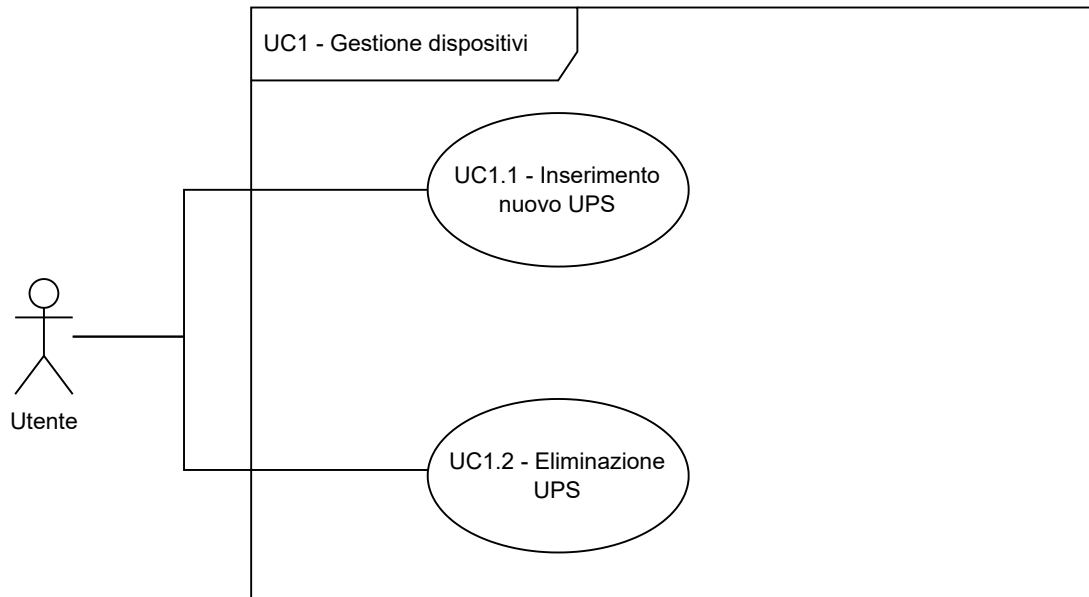 UC1 - Gestione dispositivi
UC1.1 - Inserimento
nuovo UPS
Utente
UC1.2 - Eliminazione
UPS